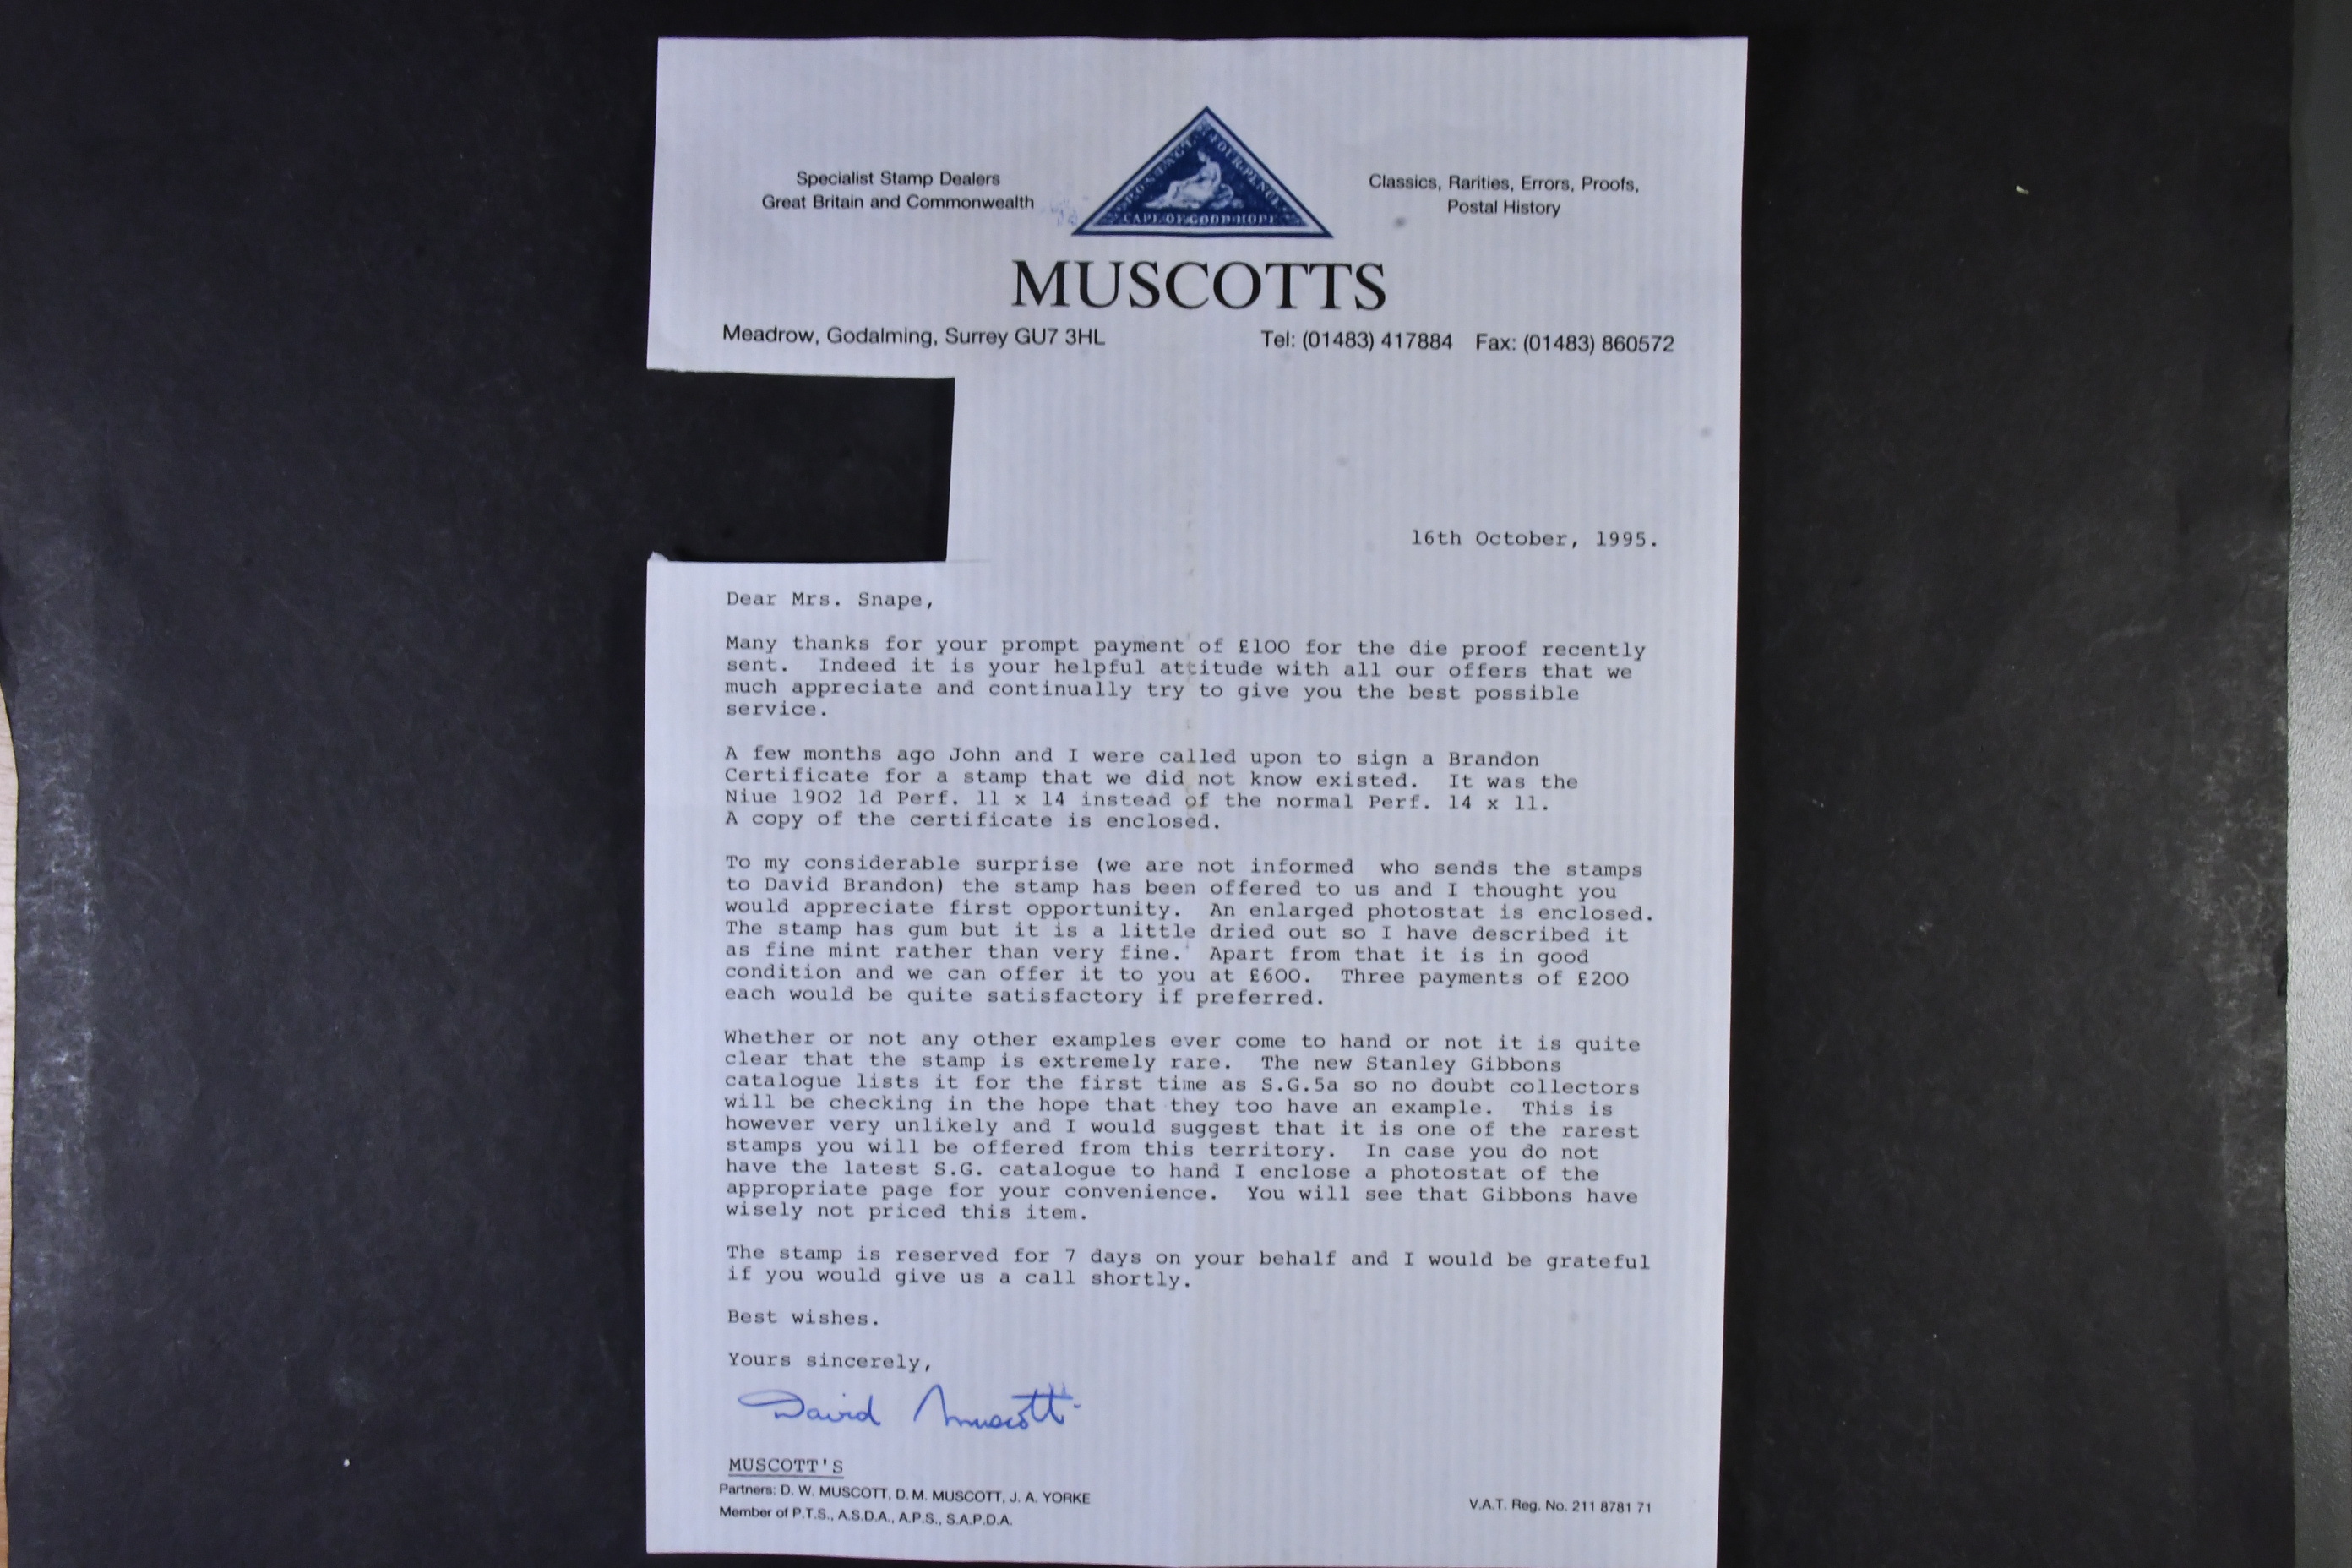 Specialist Stamp Dealers
Great Britain and Commonwealth
POSTAGE
FOUR PENCE
CAPE OF GOOD HOPE
Classics, Rarities, Errors, Proofs,
Postal History
MUSCOTTS
Meadrow, Godalming, Surrey GU7 3HL
Tel: (01483) 417884 Fax: (01483) 860572
16th October, 1995.
Dear Mrs. Snape,
Many thanks for your prompt payment of £100 for the die proof recently
sent. Indeed it is your helpful attitude with all our offers that we
much appreciate and continually try to give you the best possible
service.
A few months ago John and I were called upon to sign a Brandon
Certificate for a stamp that we did not know existed. It was the
Niue 1902 1d Perf. 11 x 14 instead of the normal Perf. 14 x 11.
A copy of the certificate is enclosed.
To my considerable surprise (we are not informed who sends the stamps
to David Brandon) the stamp has been offered to us and I thought you
would appreciate first opportunity. An enlarged photostat is enclosed.
The stamp has gum but it is a little dried out so I have described it
as fine mint rather than very fine. Apart from that it is in good
condition and we can offer it to you at £600. Three payments of £200
each would be quite satisfactory if preferred.
Whether or not any other examples ever come to hand or not it is quite
clear that the stamp is extremely rare. The new Stanley Gibbons
catalogue lists it for the first time as S.G.5a so no doubt collectors
will be checking in the hope that they too have an example. This is
however very unlikely and I would suggest that it is one of the rarest
stamps you will be offered from this territory. In case you do not
have the latest S.G. catalogue to hand I enclose a photostat of the
appropriate page for your convenience. You will see that Gibbons have
wisely not priced this item.
The stamp is reserved for 7 days on your behalf and I would be grateful
if you would give us a call shortly.
Best wishes.
Yours sincerely,
David Muscott
MUSCOTT'S
Partners: D. W. MUSCOTT, D. M. MUSCOTT, J. A. YORKE
Member of P.T.S., A.S.D.A., A.P.S., S.A.P.D.A.
V.A.T. Reg. No. 211 8781 71